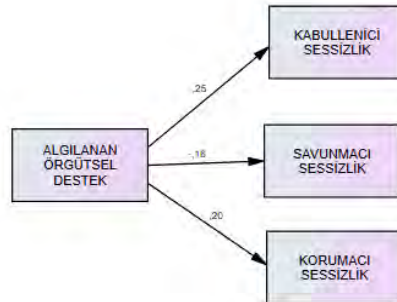 KABULLENİCİ
SESSİZLİK
,25
ALGILANAN
ÖRGÜTSEL
DESTEK
-,18
SAVUNMACI
SESSİZLİK
,20
KORUMACI
SESSİZLİK